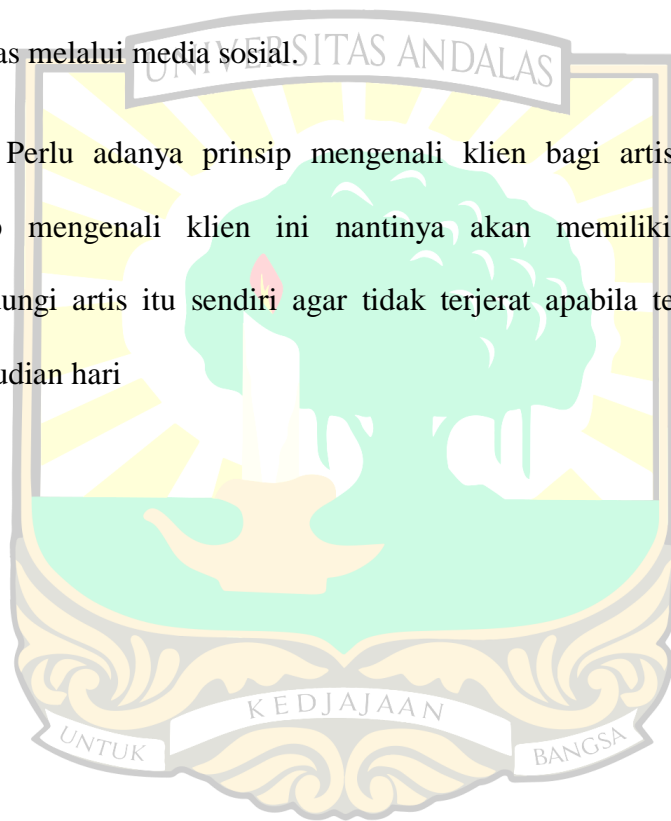 as melalui media sosial.
UNIVERSITAS ANDALAS
Perlu adanya prinsip mengenali klien bagi artis
mengenali klien ini nantinya akan memiliki
ungi artis itu sendiri agar tidak terjerat apabila te
udian hari
KEDJAJAAN
UNTUK
BANGSA